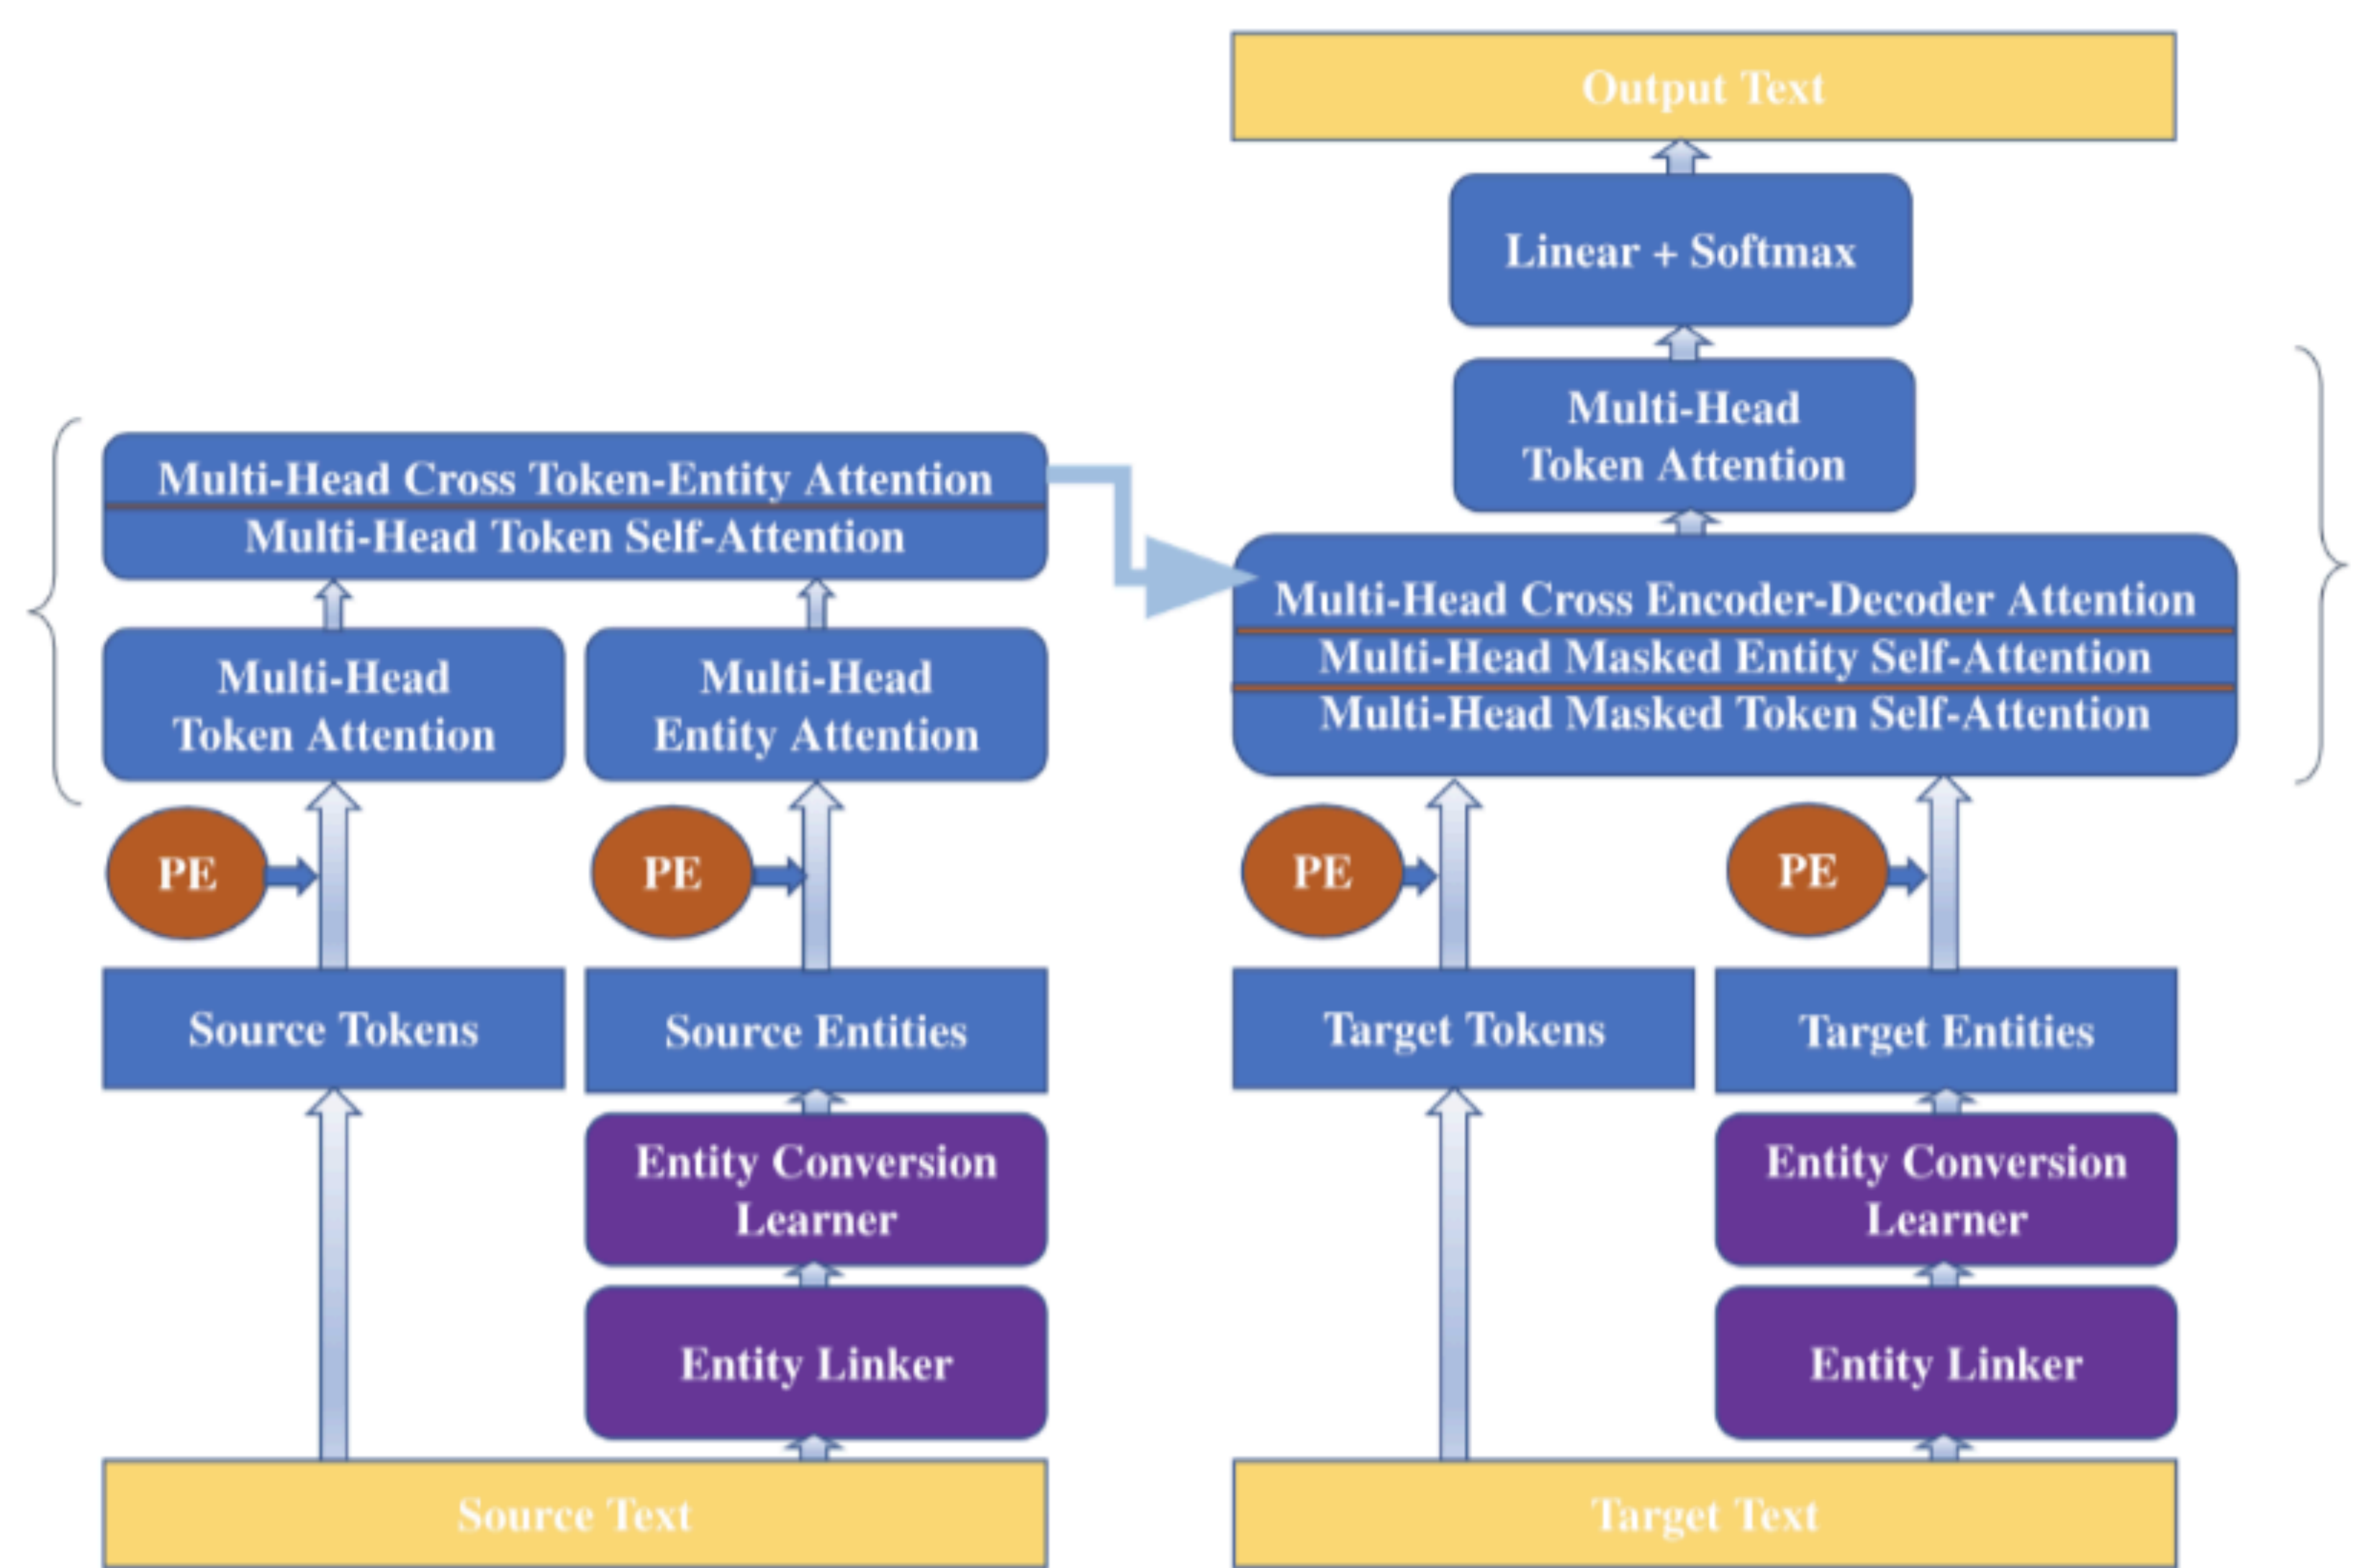 Output Text
Linear + Softmax
Multi-Head
Token Attention
Multi-Head Cross Token-Entity Attention
Multi-Head Token Self-Attention
Multi-Head Cross Encoder-Decoder Attention
Multi-Head Masked Entity Self-Attention
Multi-Head Masked Token Self-Attention
Multi-Head
Token Attention
Multi-Head
Entity Attention
PE
PE
PE
PE
Source Tokens
Source Entities
Target Tokens
Target Entities
Entity Conversion
Learner
Entity Conversion
Learner
Entity Linker
Entity Linker
Source Text
Target Text